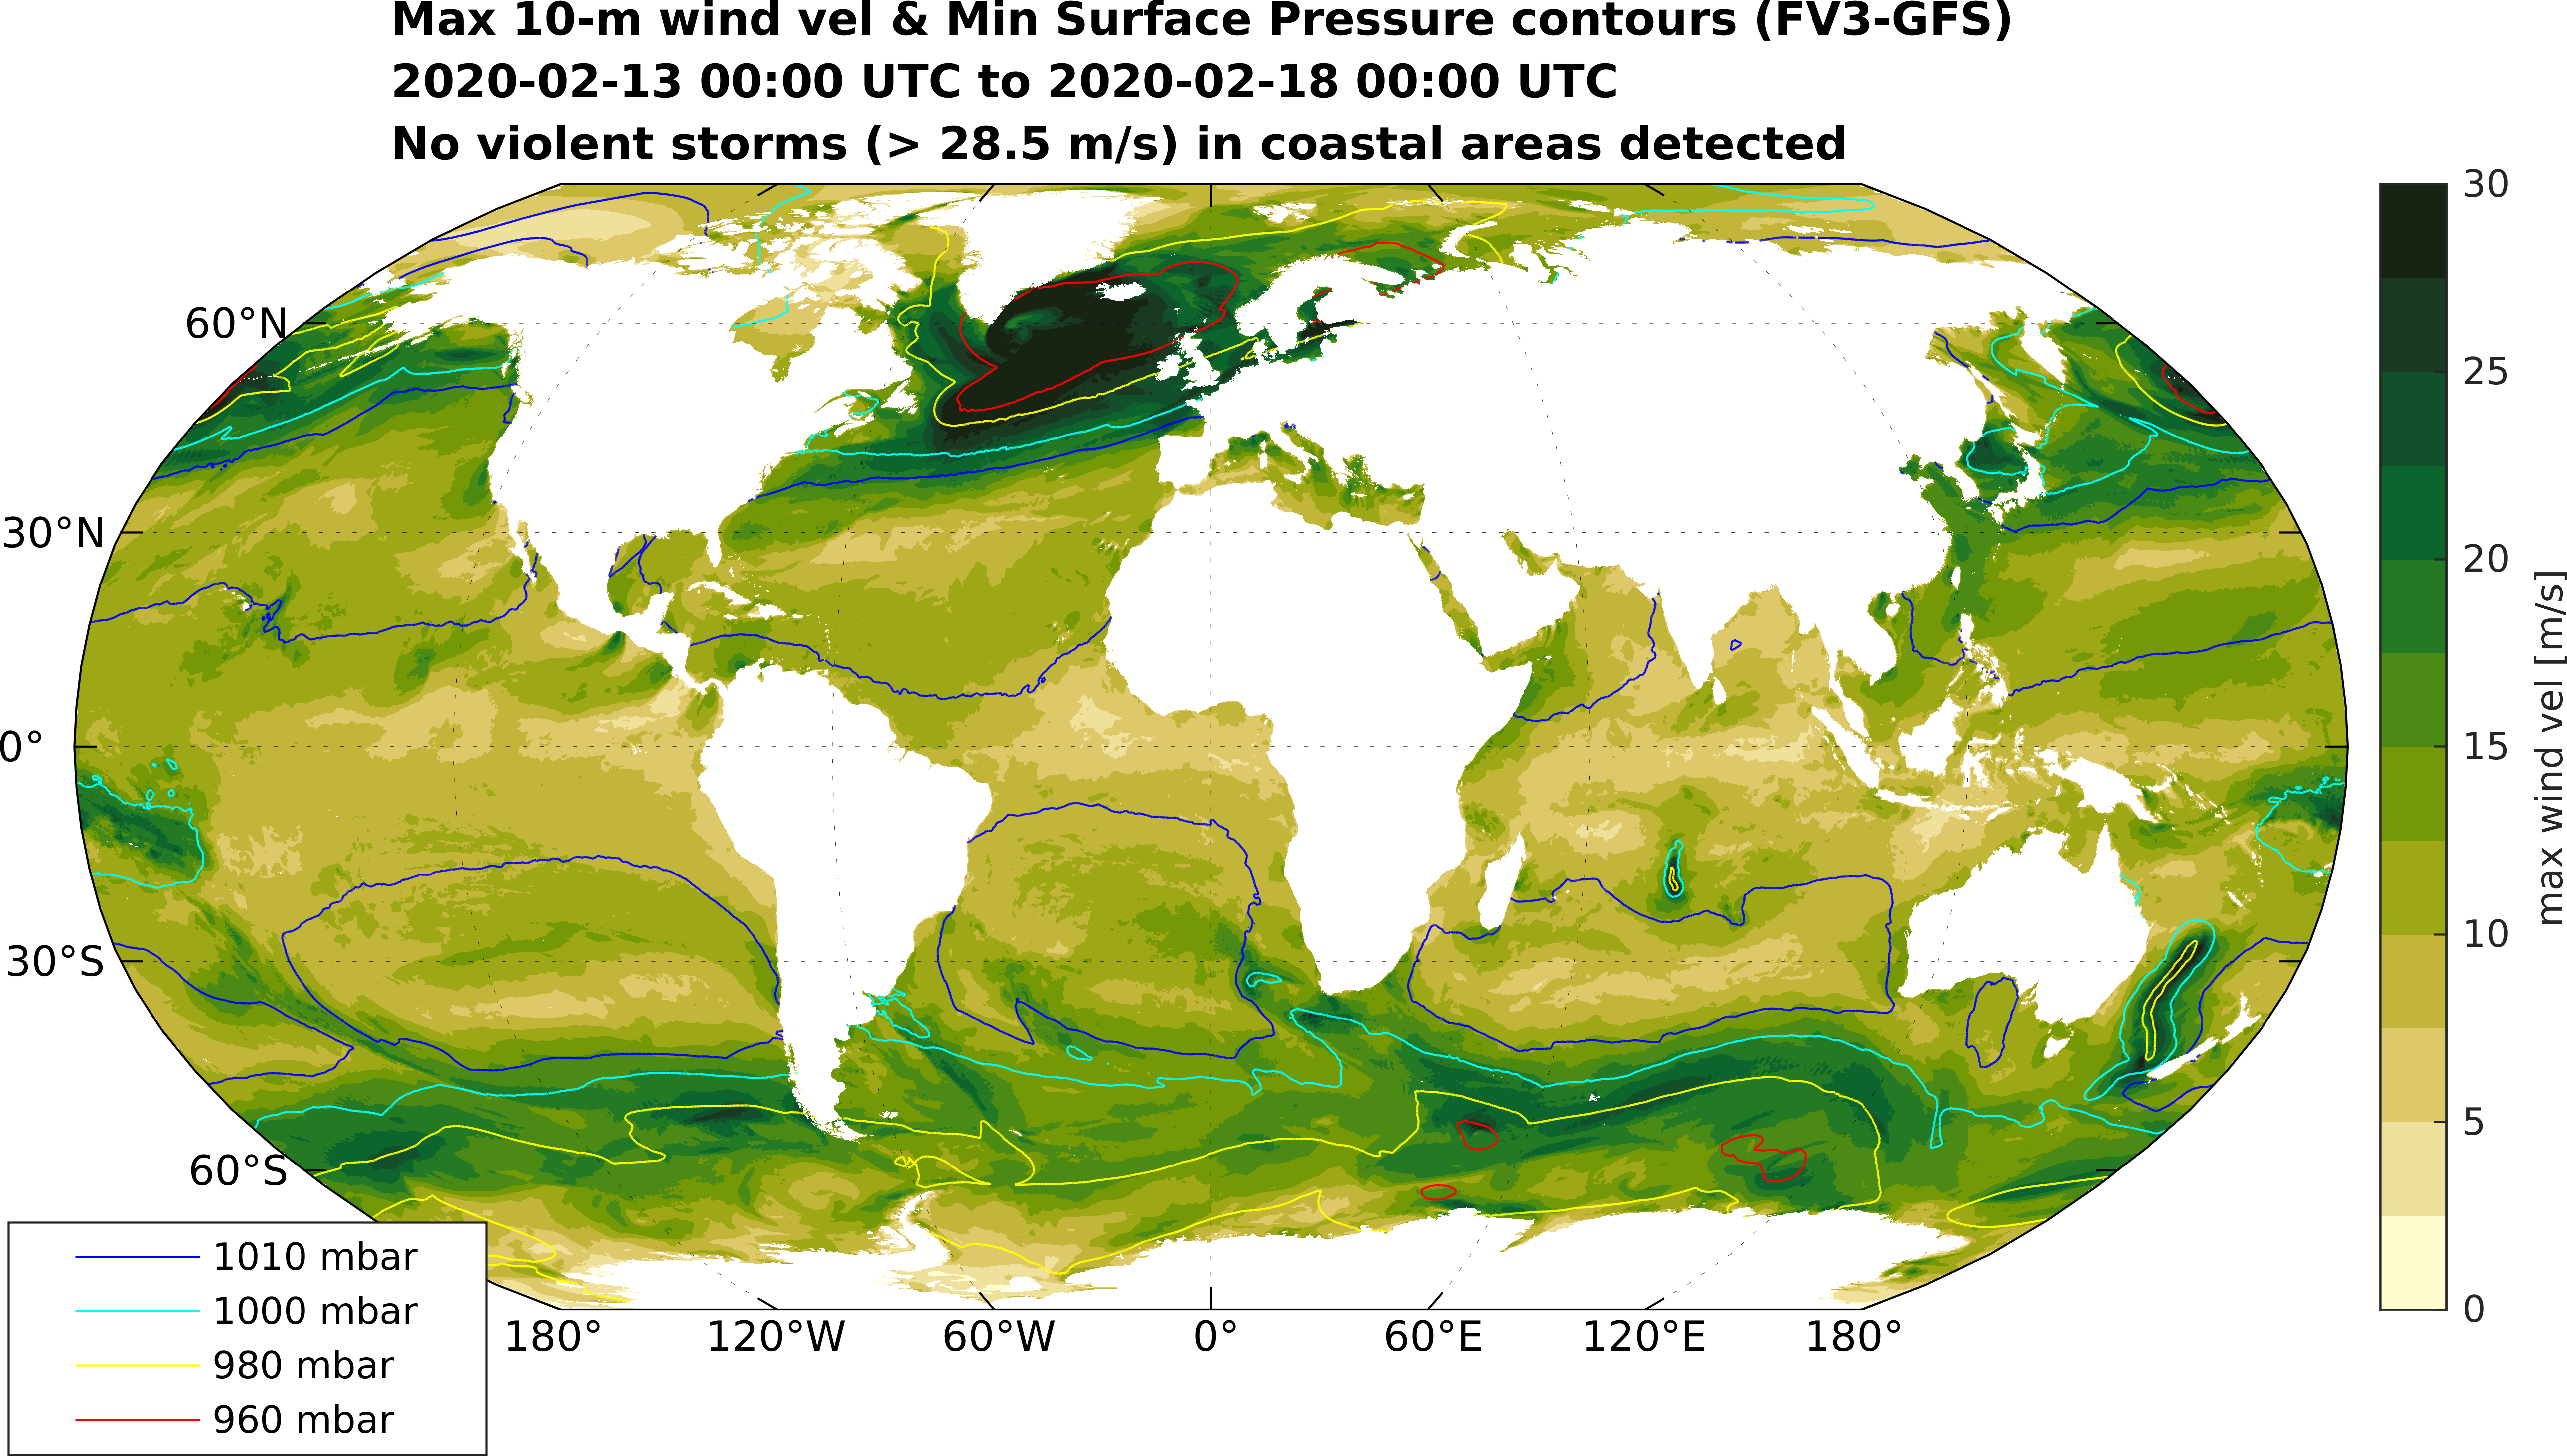 Max 10-m wind vel & Min Surface Pressure contours (FV3-GFS)
2020-02-13 00:00 UTC to 2020-02-18 00:00 UTC
No violent storms (> 28.5 m/s) in coastal areas detected
60°N
30°N
0°
30°S
60°S
180°
120°W
60°W
0°
60°E
120°E
180°
1010 mbar
1000 mbar
980 mbar
960 mbar
30
25
20
15
10
5
0
max wind vel [m/s]